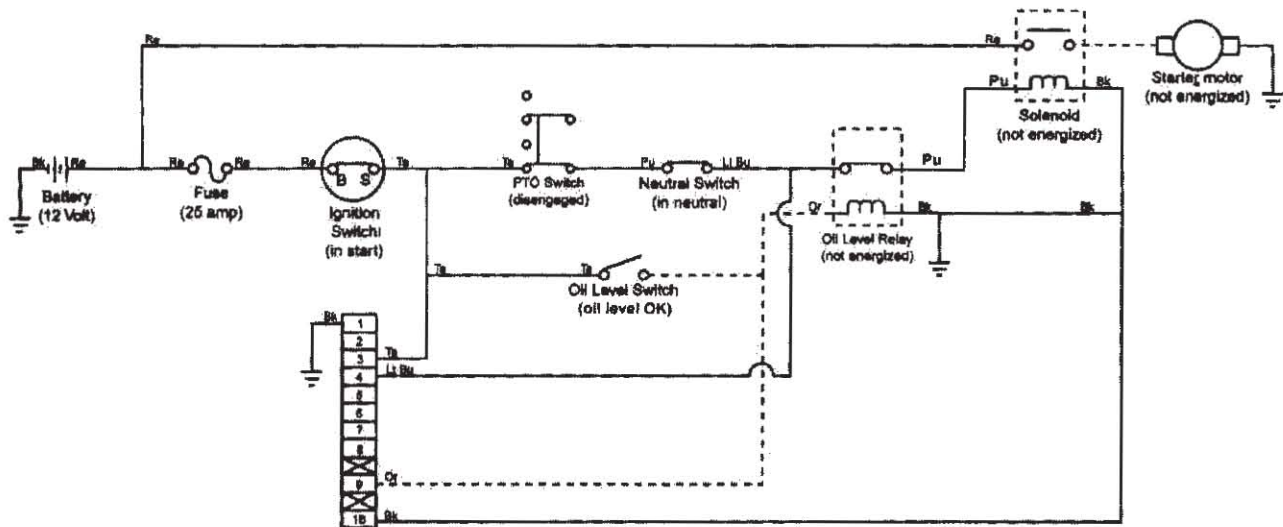 Re
Re
Pu
Bk
Starter motor
(not energized)
Solenoid
(not energized)
Bk
Re
Re
Re
Re
Ts
Ts
Pu
Lt Bu
Pu
B S
Battery
(12 Volt)
Fuse
(25 amp)
Ignition
Switch
(in start)
PTO Switch
(disengaged)
Neutral Switch
(in neutral)
Or
Bk
Bk
Oil Level Relay
(not energized)
Ts
Ts
Oil Level Switch
(oil level OK)
Bk
1
2
3
Ts
4
Lt Bu
5
6
7
8
9
Or
Bk